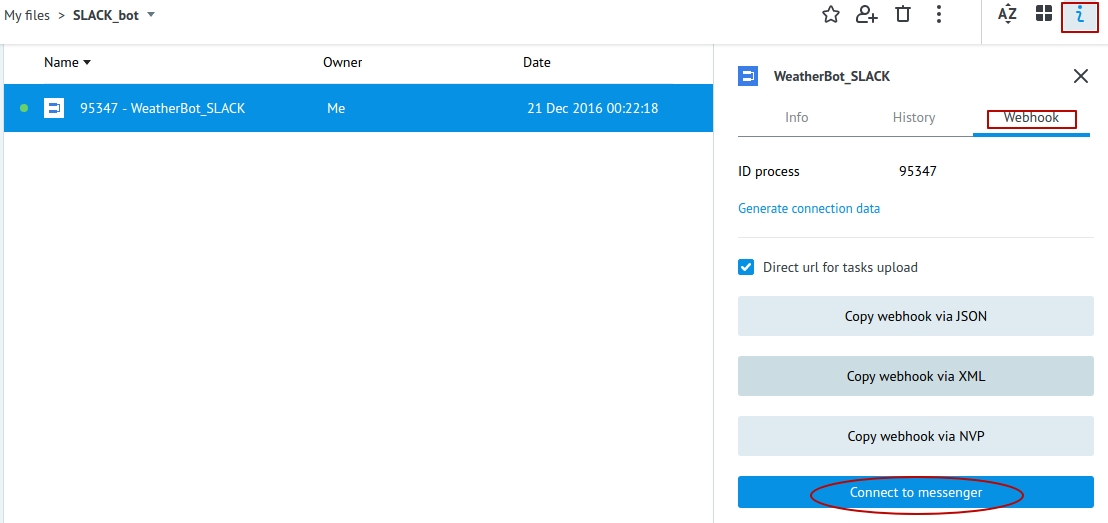 My files > SLACK_bot
AZ
i
Name
Owner
Date
95347 - WeatherBot_SLACK
Me
21 Dec 2016 00:22:18
WeatherBot_SLACK
Info
History
Webhook
ID process
95347
Generate connection data
Direct url for tasks upload
Copy webhook via JSON
Copy webhook via XML
Copy webhook via NVP
Connect to messenger